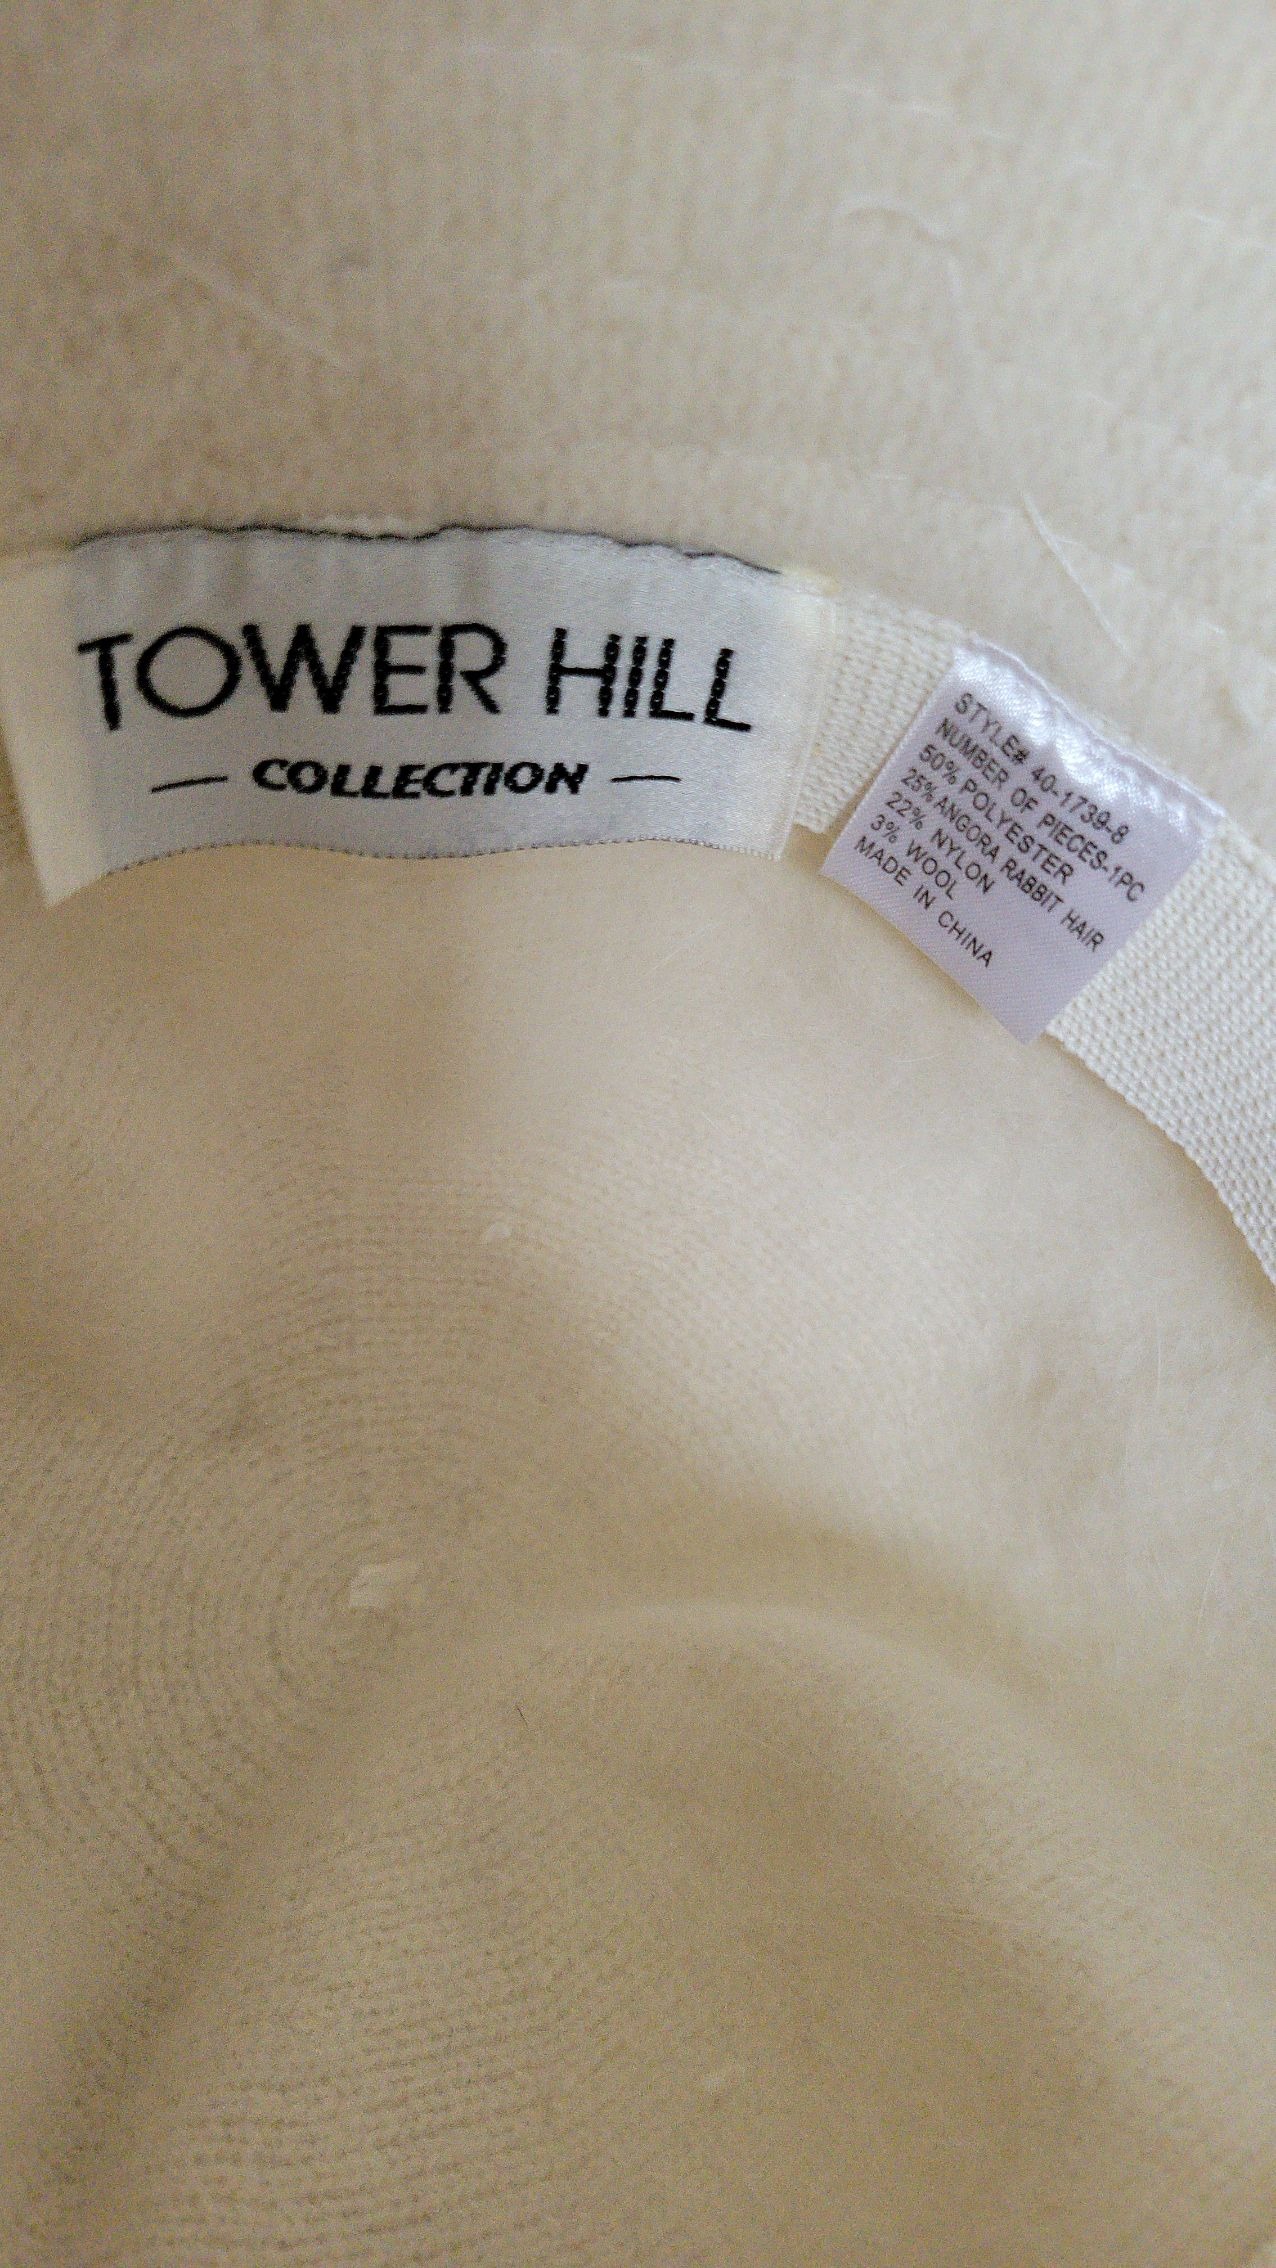 TOWER HILL
COLLECTION
STYLE# 40-1739-8
NUMBER OF PIECES-1PC
50% POLYESTER
25% ANGORA RABBIT HAIR
22% NYLON
3% WOOL
MADE IN CHINA